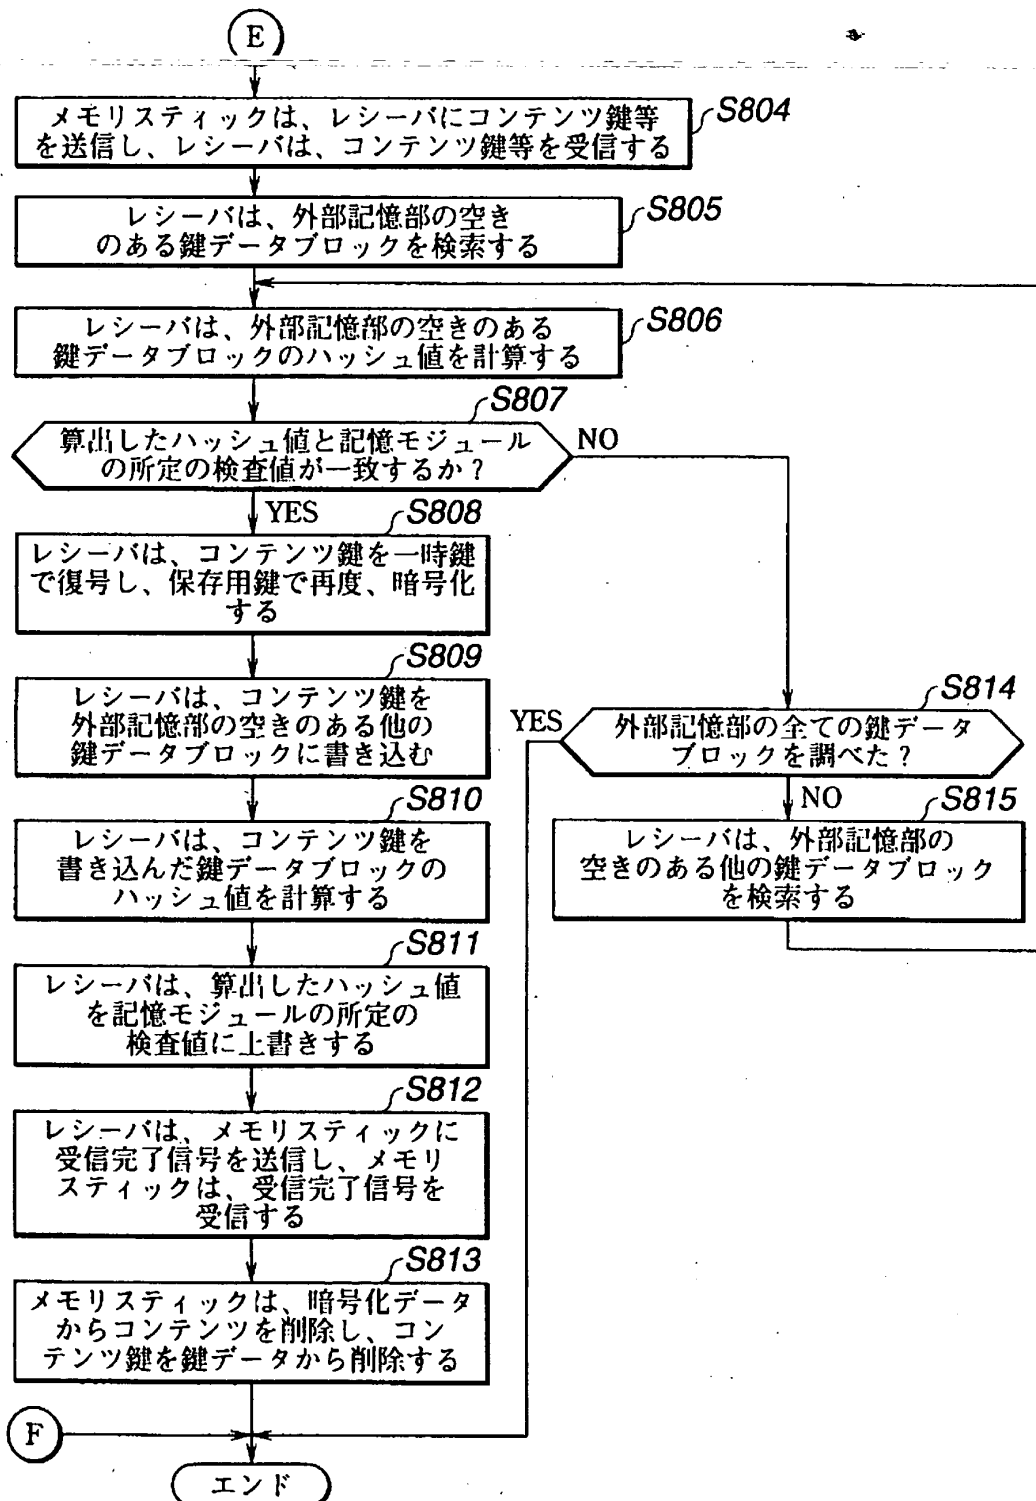 E
S804
メモリスティックは、レシーバにコンテンツ鍵等
を送信し、レシーバは、コンテンツ鍵等を受信する
S805
レシーバは、外部記憶部の空き
のある鍵データブロックを検索する
S806
レシーバは、外部記憶部の空きのある
鍵データブロックのハッシュ値を計算する
S807
算出したハッシュ値と記憶モジュール
の所定の検査値が一致するか？
NO
YES
S808
レシーバは、コンテンツ鍵を一時鍵
で復号し、保存用鍵で再度、暗号化
する
S809
レシーバは、コンテンツ鍵を
外部記憶部の空きのある他の
鍵データブロックに書き込む
S810
レシーバは、コンテンツ鍵を
書き込んだ鍵データブロックの
ハッシュ値を計算する
S811
レシーバは、算出したハッシュ値
を記憶モジュールの所定の
検査値に上書きする
S812
レシーバは、メモリスティックに
受信完了信号を送信し、メモリ
スティックは、受信完了信号を
受信する
S813
メモリスティックは、暗号化データ
からコンテンツを削除し、コン
テンツ鍵を鍵データから削除する
S814
YES
外部記憶部の全ての鍵データ
ブロックを調べた？
NO
S815
レシーバは、外部記憶部の
空きのある他の鍵データブロック
を検索する
F
エンド